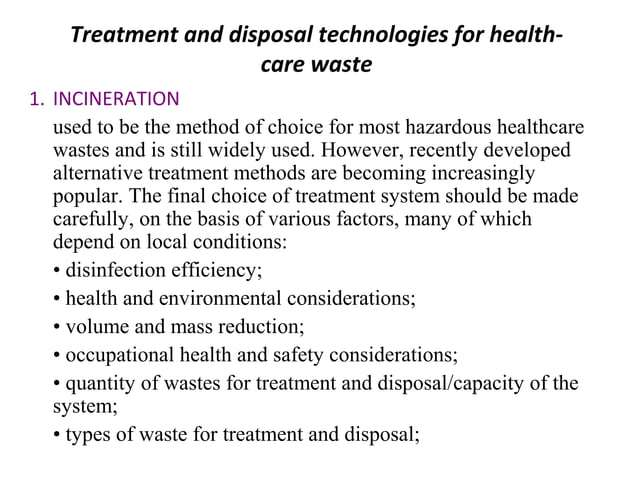 Treatment and disposal technologies for health-
care waste
1. INCINERATION
used to be the method of choice for most hazardous healthcare
wastes and is still widely used. However, recently developed
alternative treatment methods are becoming increasingly
popular. The final choice of treatment system should be made
carefully, on the basis of various factors, many of which
depend on local conditions:
• disinfection efficiency;
• health and environmental considerations;
• volume and mass reduction;
• occupational health and safety considerations;
• quantity of wastes for treatment and disposal/capacity of the
system;
• types of waste for treatment and disposal;